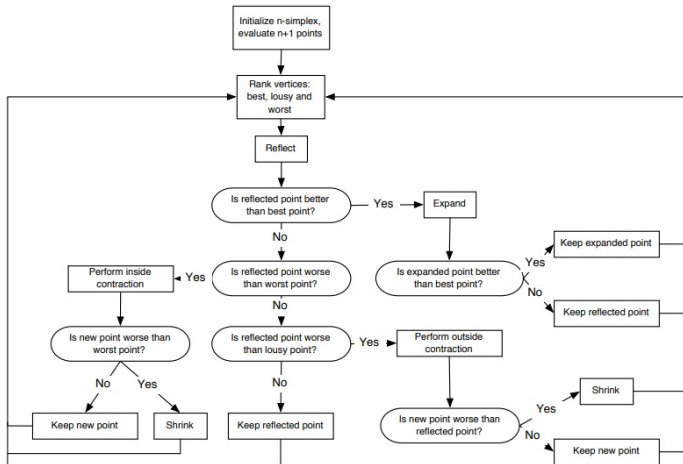 Initialize n-simplex,
evaluate n+1 points
Rank vertices:
best, lousy and
worst
Reflect
Is reflected point better
than best point?
Yes
Expand
No
Keep expanded point
Perform inside
contraction
Yes
Is reflected point worse
than worst point?
Is expanded point better
than best point?
Yes
No
No
Keep reflected point
Is new point worse than
worst point?
Is reflected point worse
than lousy point?
Yes
Perform outside
contraction
No
Yes
No
Shrink
Keep new point
Shrink
Keep reflected point
Is new point worse than
reflected point?
Yes
No
Keep new point